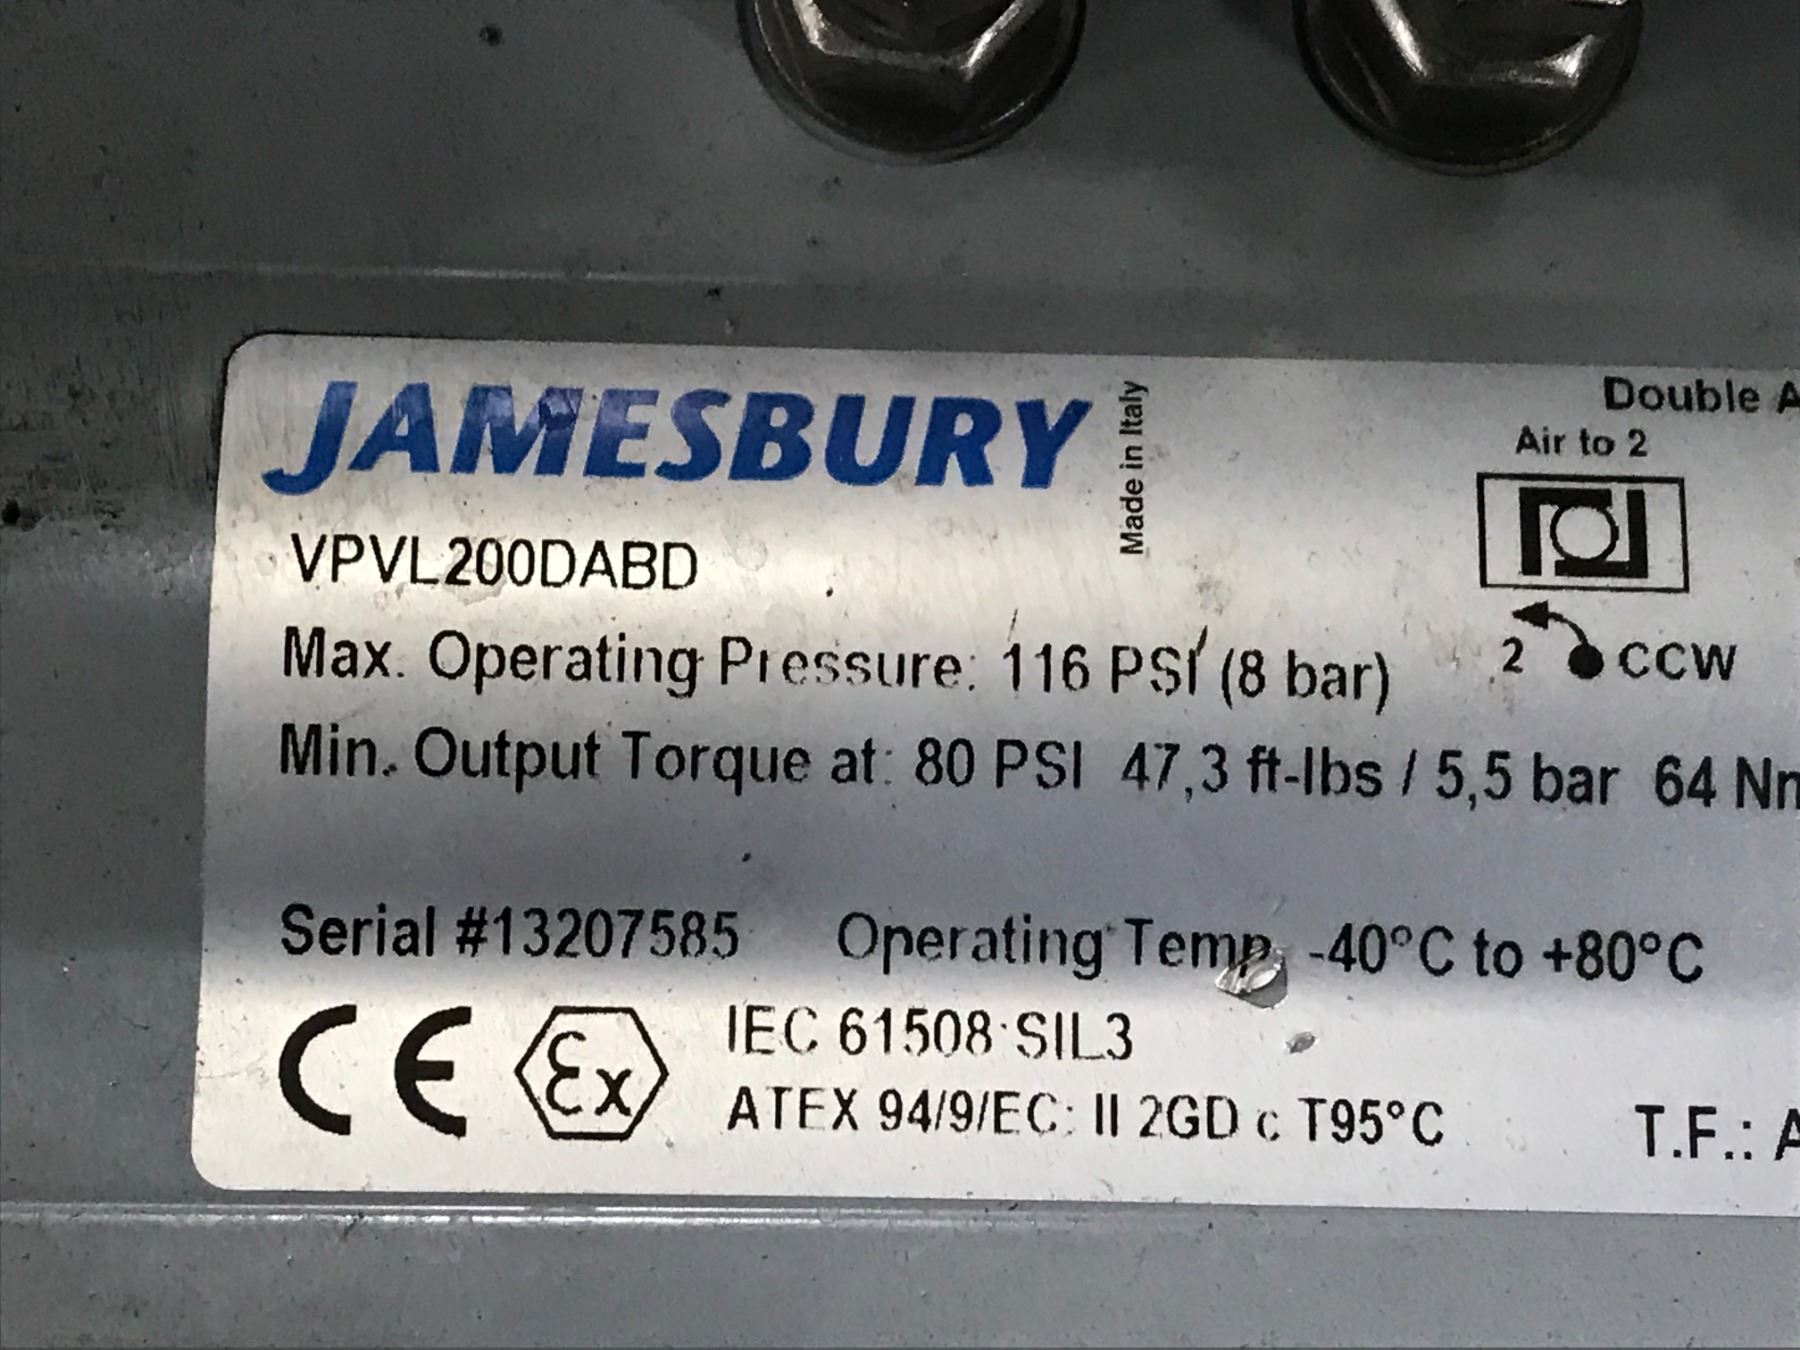 JAMESBURY
Made in Italy
Double A
Air to 2
VPVL200DABD
2 CCW
Max. Operating Pressure: 116 PSI (8 bar)
Min. Output Torque at: 80 PSI 47,3 ft-lbs / 5,5 bar 64 Nm
Serial #13207585 Operating Temp. -40°C to +80°C
CE Ex
IEC 61508 SIL3
ATEX 94/9/EC: II 2GD c T95°C
T.F.: A